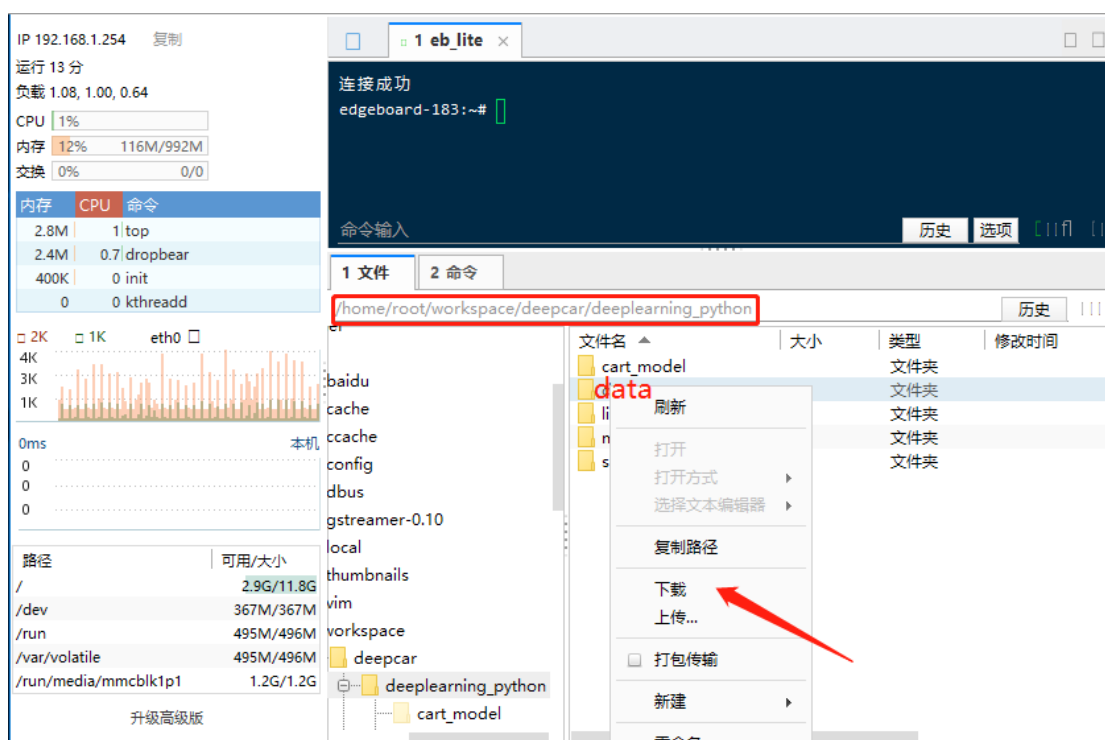 IP 192.168.1.254 复制
运行 13 分
负载 1.08, 1.00, 0.64
CPU 1%
内存 12% 116M/992M
交换 0% 0/0
内存 CPU 命令
2.8M 1 top
2.4M 0.7 dropbear
400K 0 init
0 0 kthreadd
2K 1K eth0
4K
3K
1K
0ms 本机
0
0
0
路径 可用/大小
/ 2.9G/11.8G
/dev 367M/367M
/run 495M/496M
/var/volatile 495M/496M
/run/media/mmcblk1p1 1.2G/1.2G
升级高级版
1 eb_lite
连接成功
edgeboard-183:~#
命令输入 历史 选项
1 文件 2 命令
/home/root/workspace/deepcar/deeplearning_python 历史
er
baidu
cache
ccache
config
dbus
gstreamer-0.10
local
thumbnails
vim
workspace
deepcar
deeplearning_python
cart_model
文件名 大小 类型 修改时间
cart_model 文件夹
data 文件夹
li 文件夹
文件夹
s 文件夹
刷新
打开
打开方式
选择文本编辑器
复制路径
下载
上传...
打包传输
新建